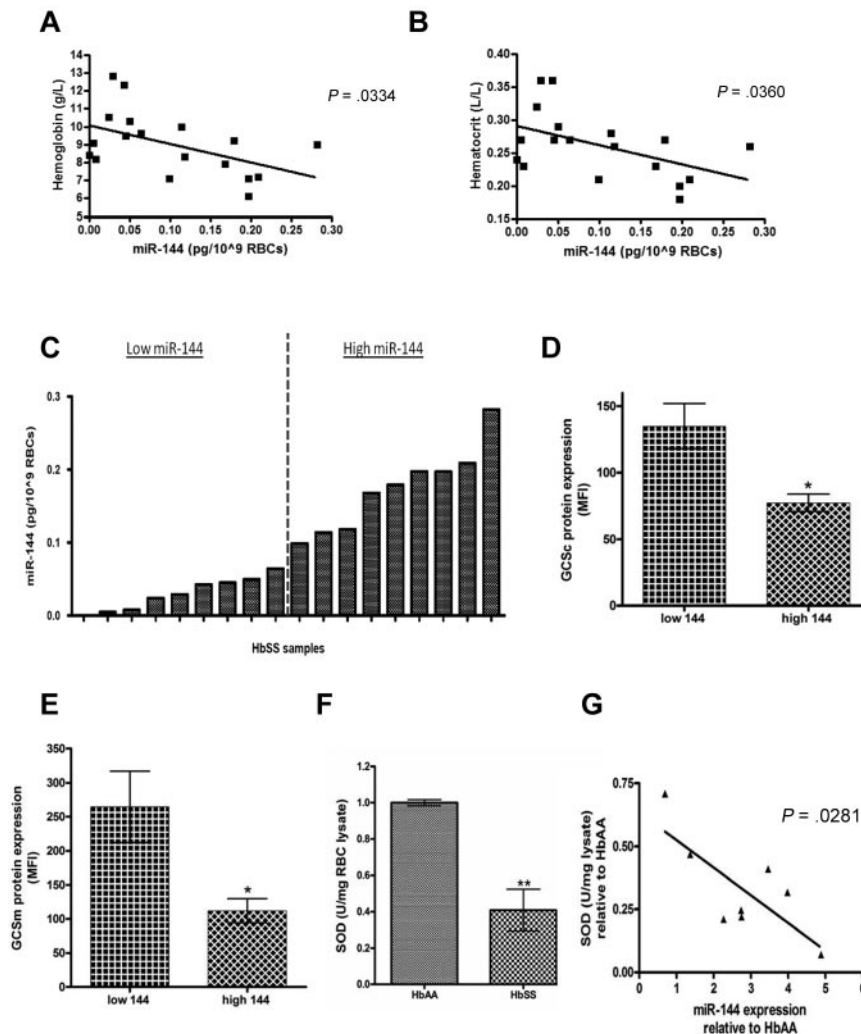 A
Hemoglobin (g/L)
14
13
12
11
10
9
8
7
6
5
P = .0334
0.00 0.05 0.10 0.15 0.20 0.25 0.30
miR-144 (pg/10^9 RBCs)
B
Hematocrit (L/L)
0.40
0.35
0.30
0.25
0.20
0.15
P = .0360
0.00 0.05 0.10 0.15 0.20 0.25 0.30
miR-144 (pg/10^9 RBCs)
C
Low miR-144 High miR-144
miR-144 (pg/10^9 RBCs)
0.3
0.2
0.1
0.0
HbSS samples
D
GCSc protein expression
(MFI)
150
100
50
0
*
low 144 high 144
E
GCSm protein expression
(MFI)
350
300
250
200
150
100
50
0
*
low 144 high 144
F
SOD (U/mg RBC lysate)
1.2
1.0
0.8
0.6
0.4
0.2
0.0
**
HbAA HbSS
G
SOD (U/mg lysate)
relative to HbAA
0.75
0.50
0.25
0.00
P = .0281
0 1 2 3 4 5 6
miR-144 expression
relative to HbAA